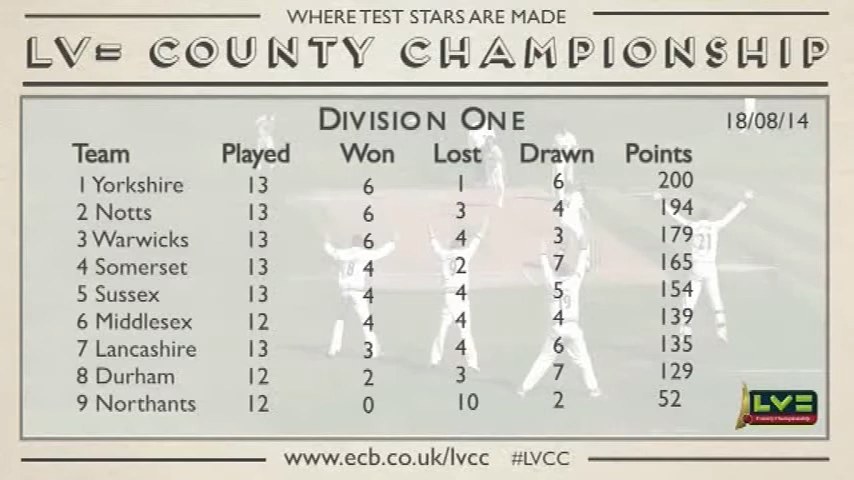 WHERE TEST STARS ARE MADE
LV= COUNTY CHAMPIONSHIP
DIVISION ONE 18/08/14
Team Played Won Lost Drawn Points
1 Yorkshire 13 6 1 6 200
2 Notts 13 6 3 4 194
3 Warwicks 13 6 4 3 179
4 Somerset 13 4 2 7 165
5 Sussex 13 4 4 5 154
6 Middlesex 12 4 4 4 139
7 Lancashire 13 3 4 6 135
8 Durham 12 2 3 7 129
9 Northants 12 0 10 2 52
LV=
County Championship
www.ecb.co.uk/lvcc #LVCC